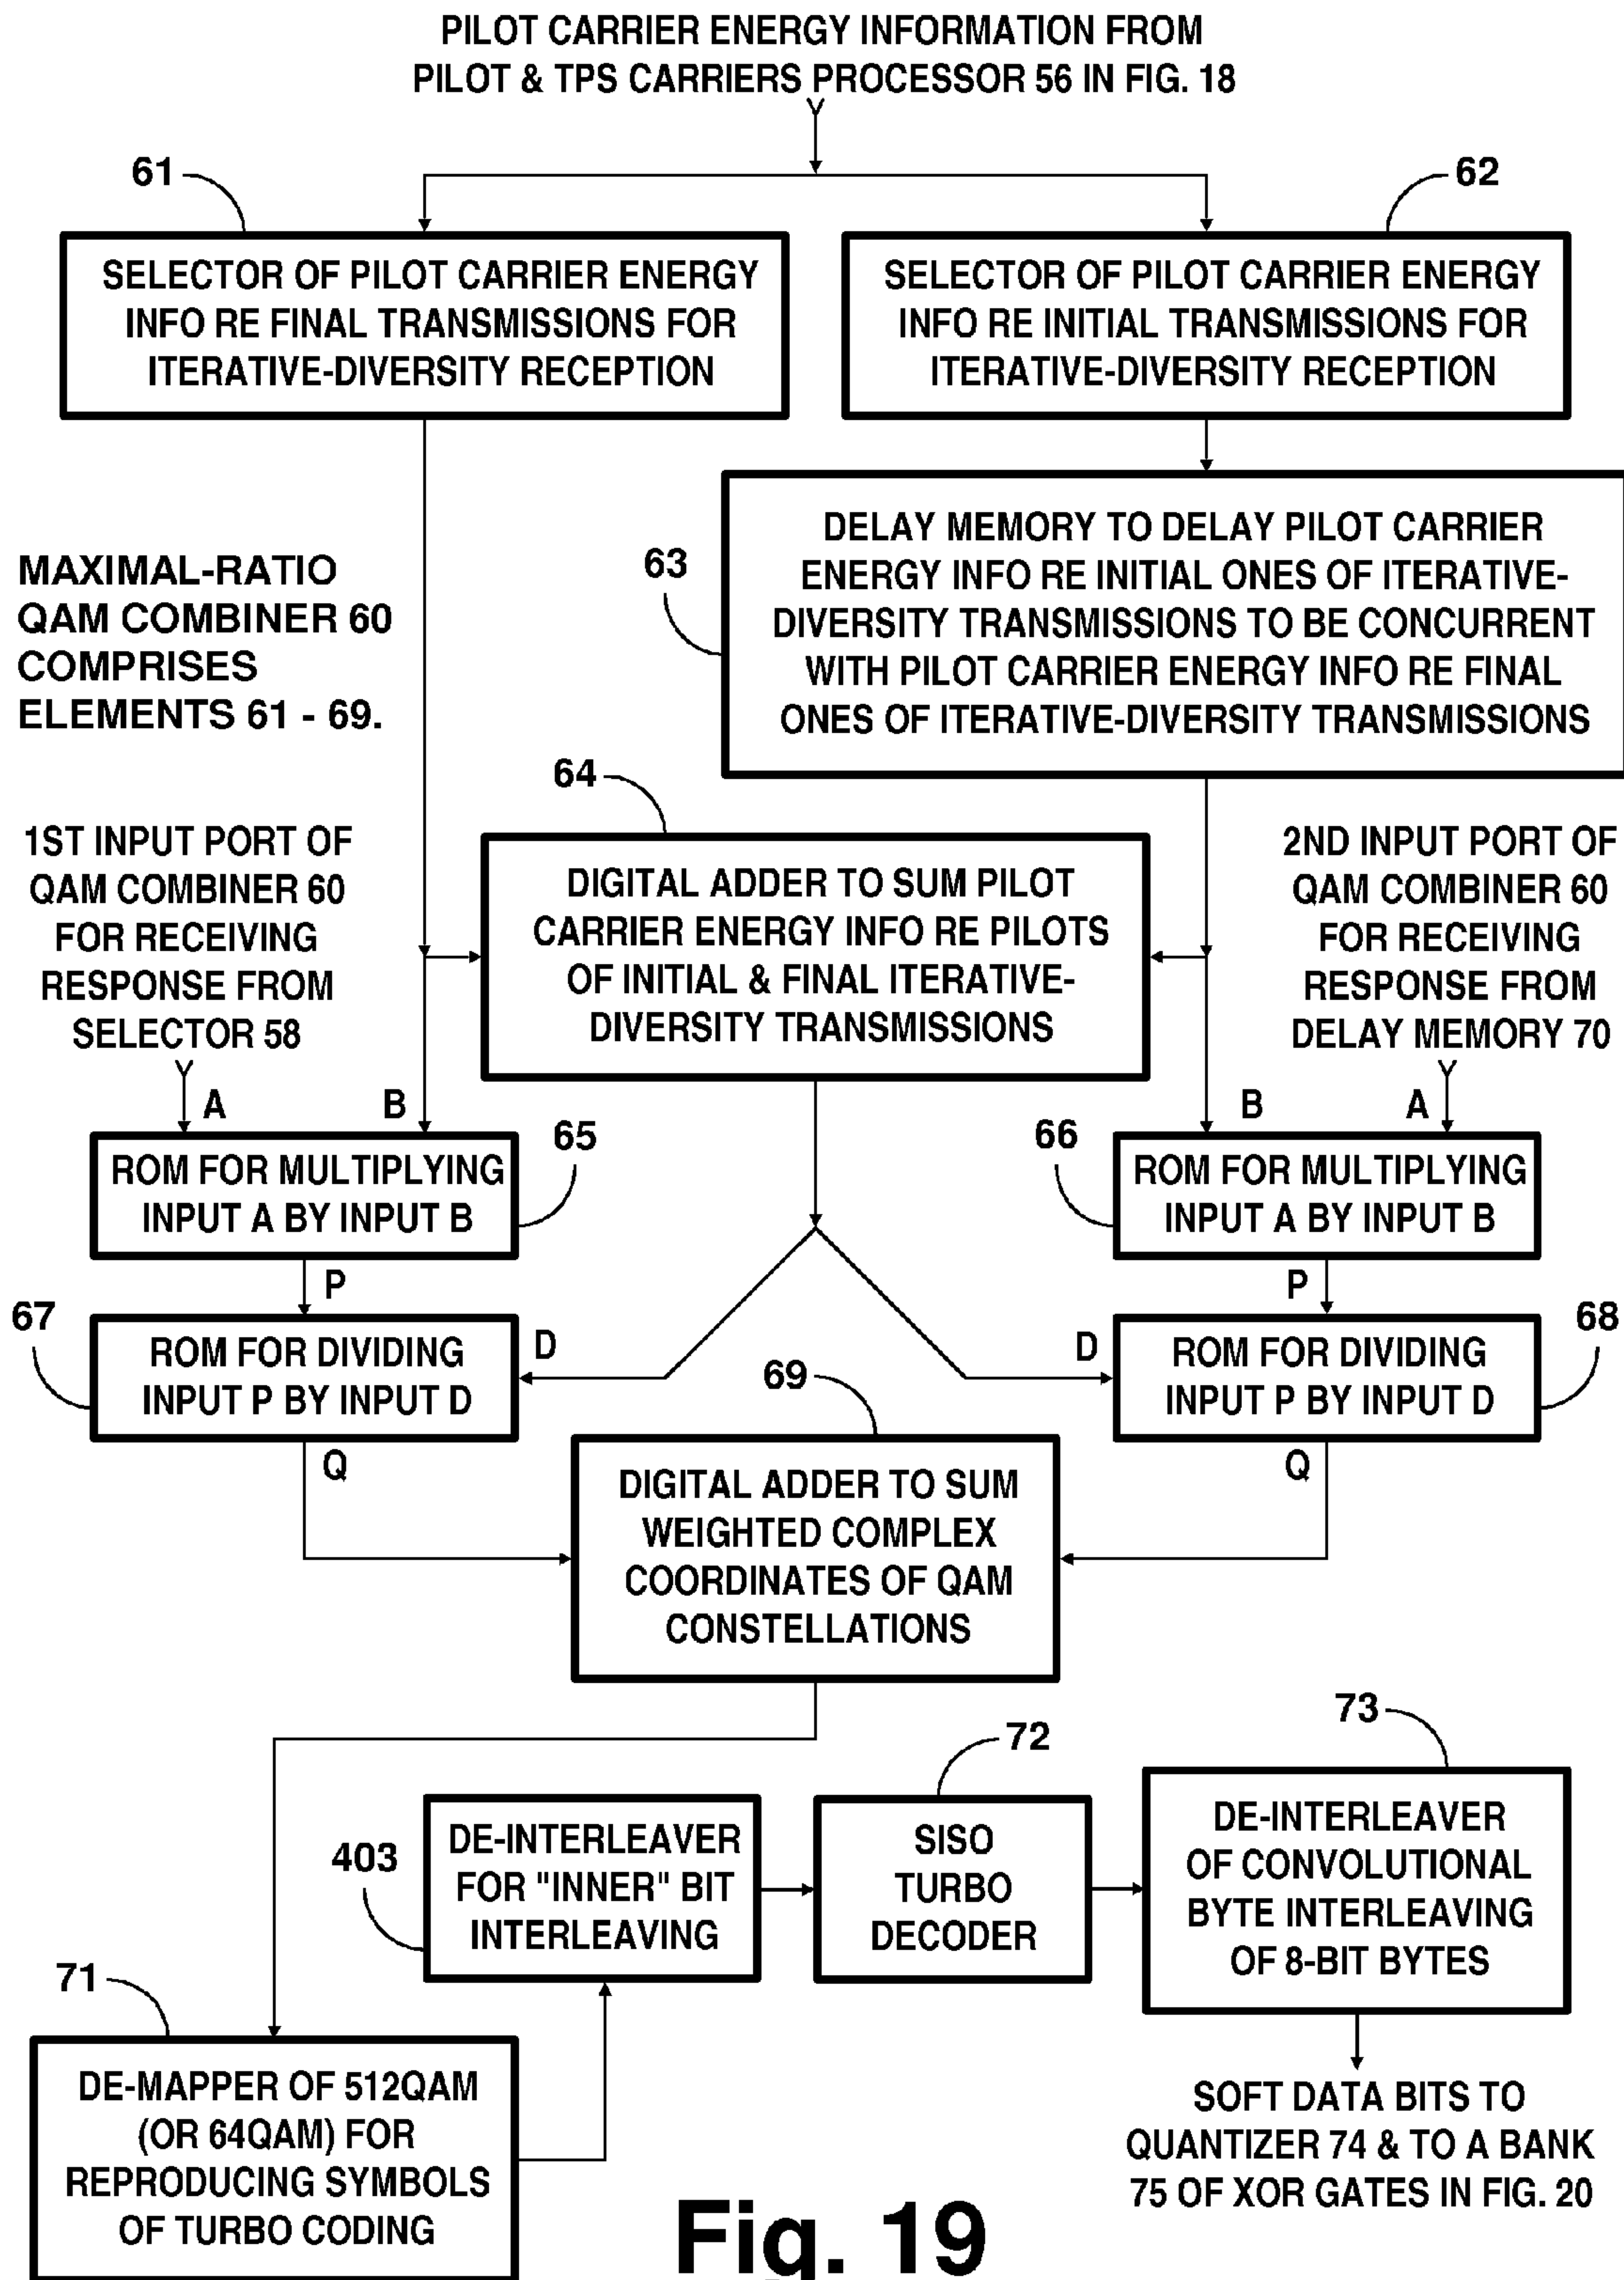 PILOT CARRIER ENERGY INFORMATION FROM
PILOT & TPS CARRIERS PROCESSOR 56 IN FIG. 18
61
62
SELECTOR OF PILOT CARRIER ENERGY
INFO RE FINAL TRANSMISSIONS FOR
ITERATIVE-DIVERSITY RECEPTION
SELECTOR OF PILOT CARRIER ENERGY
INFO RE INITIAL TRANSMISSIONS FOR
ITERATIVE-DIVERSITY RECEPTION
63
DELAY MEMORY TO DELAY PILOT CARRIER
ENERGY INFO RE INITIAL ONES OF ITERATIVE-
DIVERSITY TRANSMISSIONS TO BE CONCURRENT
WITH PILOT CARRIER ENERGY INFO RE FINAL
ONES OF ITERATIVE-DIVERSITY TRANSMISSIONS
MAXIMAL-RATIO
QAM COMBINER 60
COMPRISES
ELEMENTS 61 - 69.
64
1ST INPUT PORT OF
QAM COMBINER 60
FOR RECEIVING
RESPONSE FROM
SELECTOR 58
DIGITAL ADDER TO SUM PILOT
CARRIER ENERGY INFO RE PILOTS
OF INITIAL & FINAL ITERATIVE-
DIVERSITY TRANSMISSIONS
2ND INPUT PORT OF
QAM COMBINER 60
FOR RECEIVING
RESPONSE FROM
DELAY MEMORY 70
A
B
B
A
65
66
ROM FOR MULTIPLYING
INPUT A BY INPUT B
ROM FOR MULTIPLYING
INPUT A BY INPUT B
P
P
67
68
ROM FOR DIVIDING
INPUT P BY INPUT D
D
D
ROM FOR DIVIDING
INPUT P BY INPUT D
69
Q
Q
DIGITAL ADDER TO SUM
WEIGHTED COMPLEX
COORDINATES OF QAM
CONSTELLATIONS
73
72
403
DE-INTERLEAVER
FOR "INNER" BIT
INTERLEAVING
SISO
TURBO
DECODER
DE-INTERLEAVER
OF CONVOLUTIONAL
BYTE INTERLEAVING
OF 8-BIT BYTES
71
DE-MAPPER OF 512QAM
(OR 64QAM) FOR
REPRODUCING SYMBOLS
OF TURBO CODING
SOFT DATA BITS TO
QUANTIZER 74 & TO A BANK
75 OF XOR GATES IN FIG. 20
Fig. 19